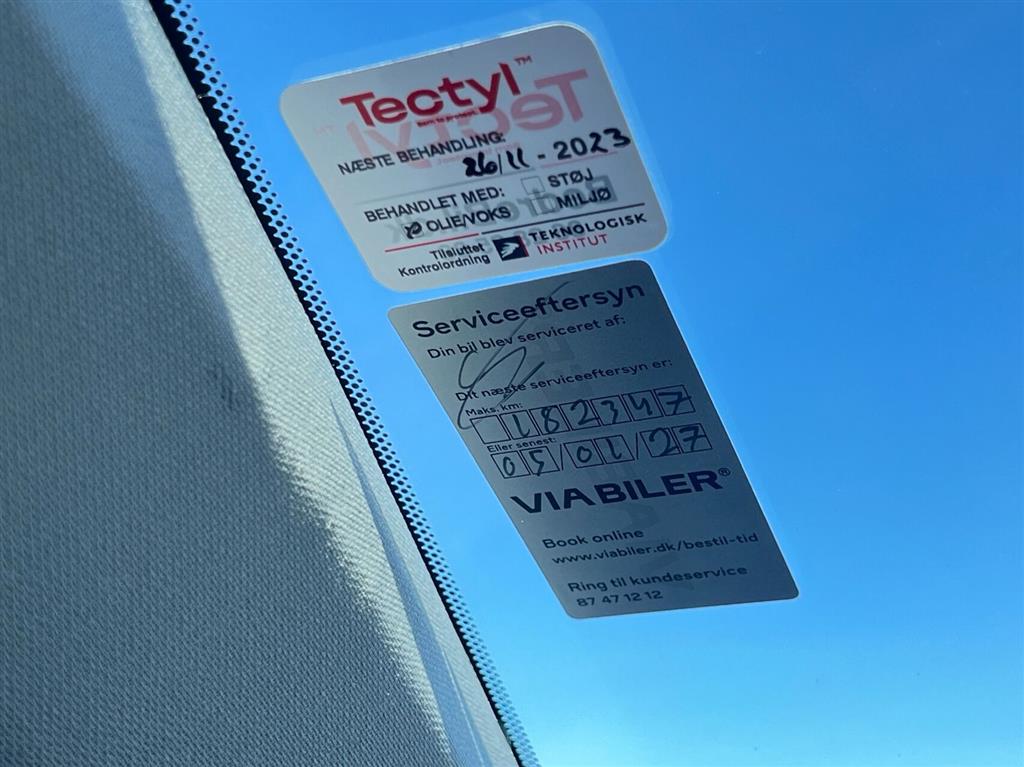 Tectyl™
NÆSTE BEHANDLING:
26/11 - 2023
BEHANDLET MED: STØJ
OLIE/VOKS MILJØ
Tilsluttet
Kontrolordning
TEKNOLOGISK
INSTITUT
Serviceeftersyn
Din bil blev serviceret af:
Dit næste serviceeftersyn er:
Maks. km:
182347
Eller senest:
05/01/27
VIA BILER®
Book online
www.viabiler.dk/bestil-tid
Ring til kundeservice
87 47 12 12